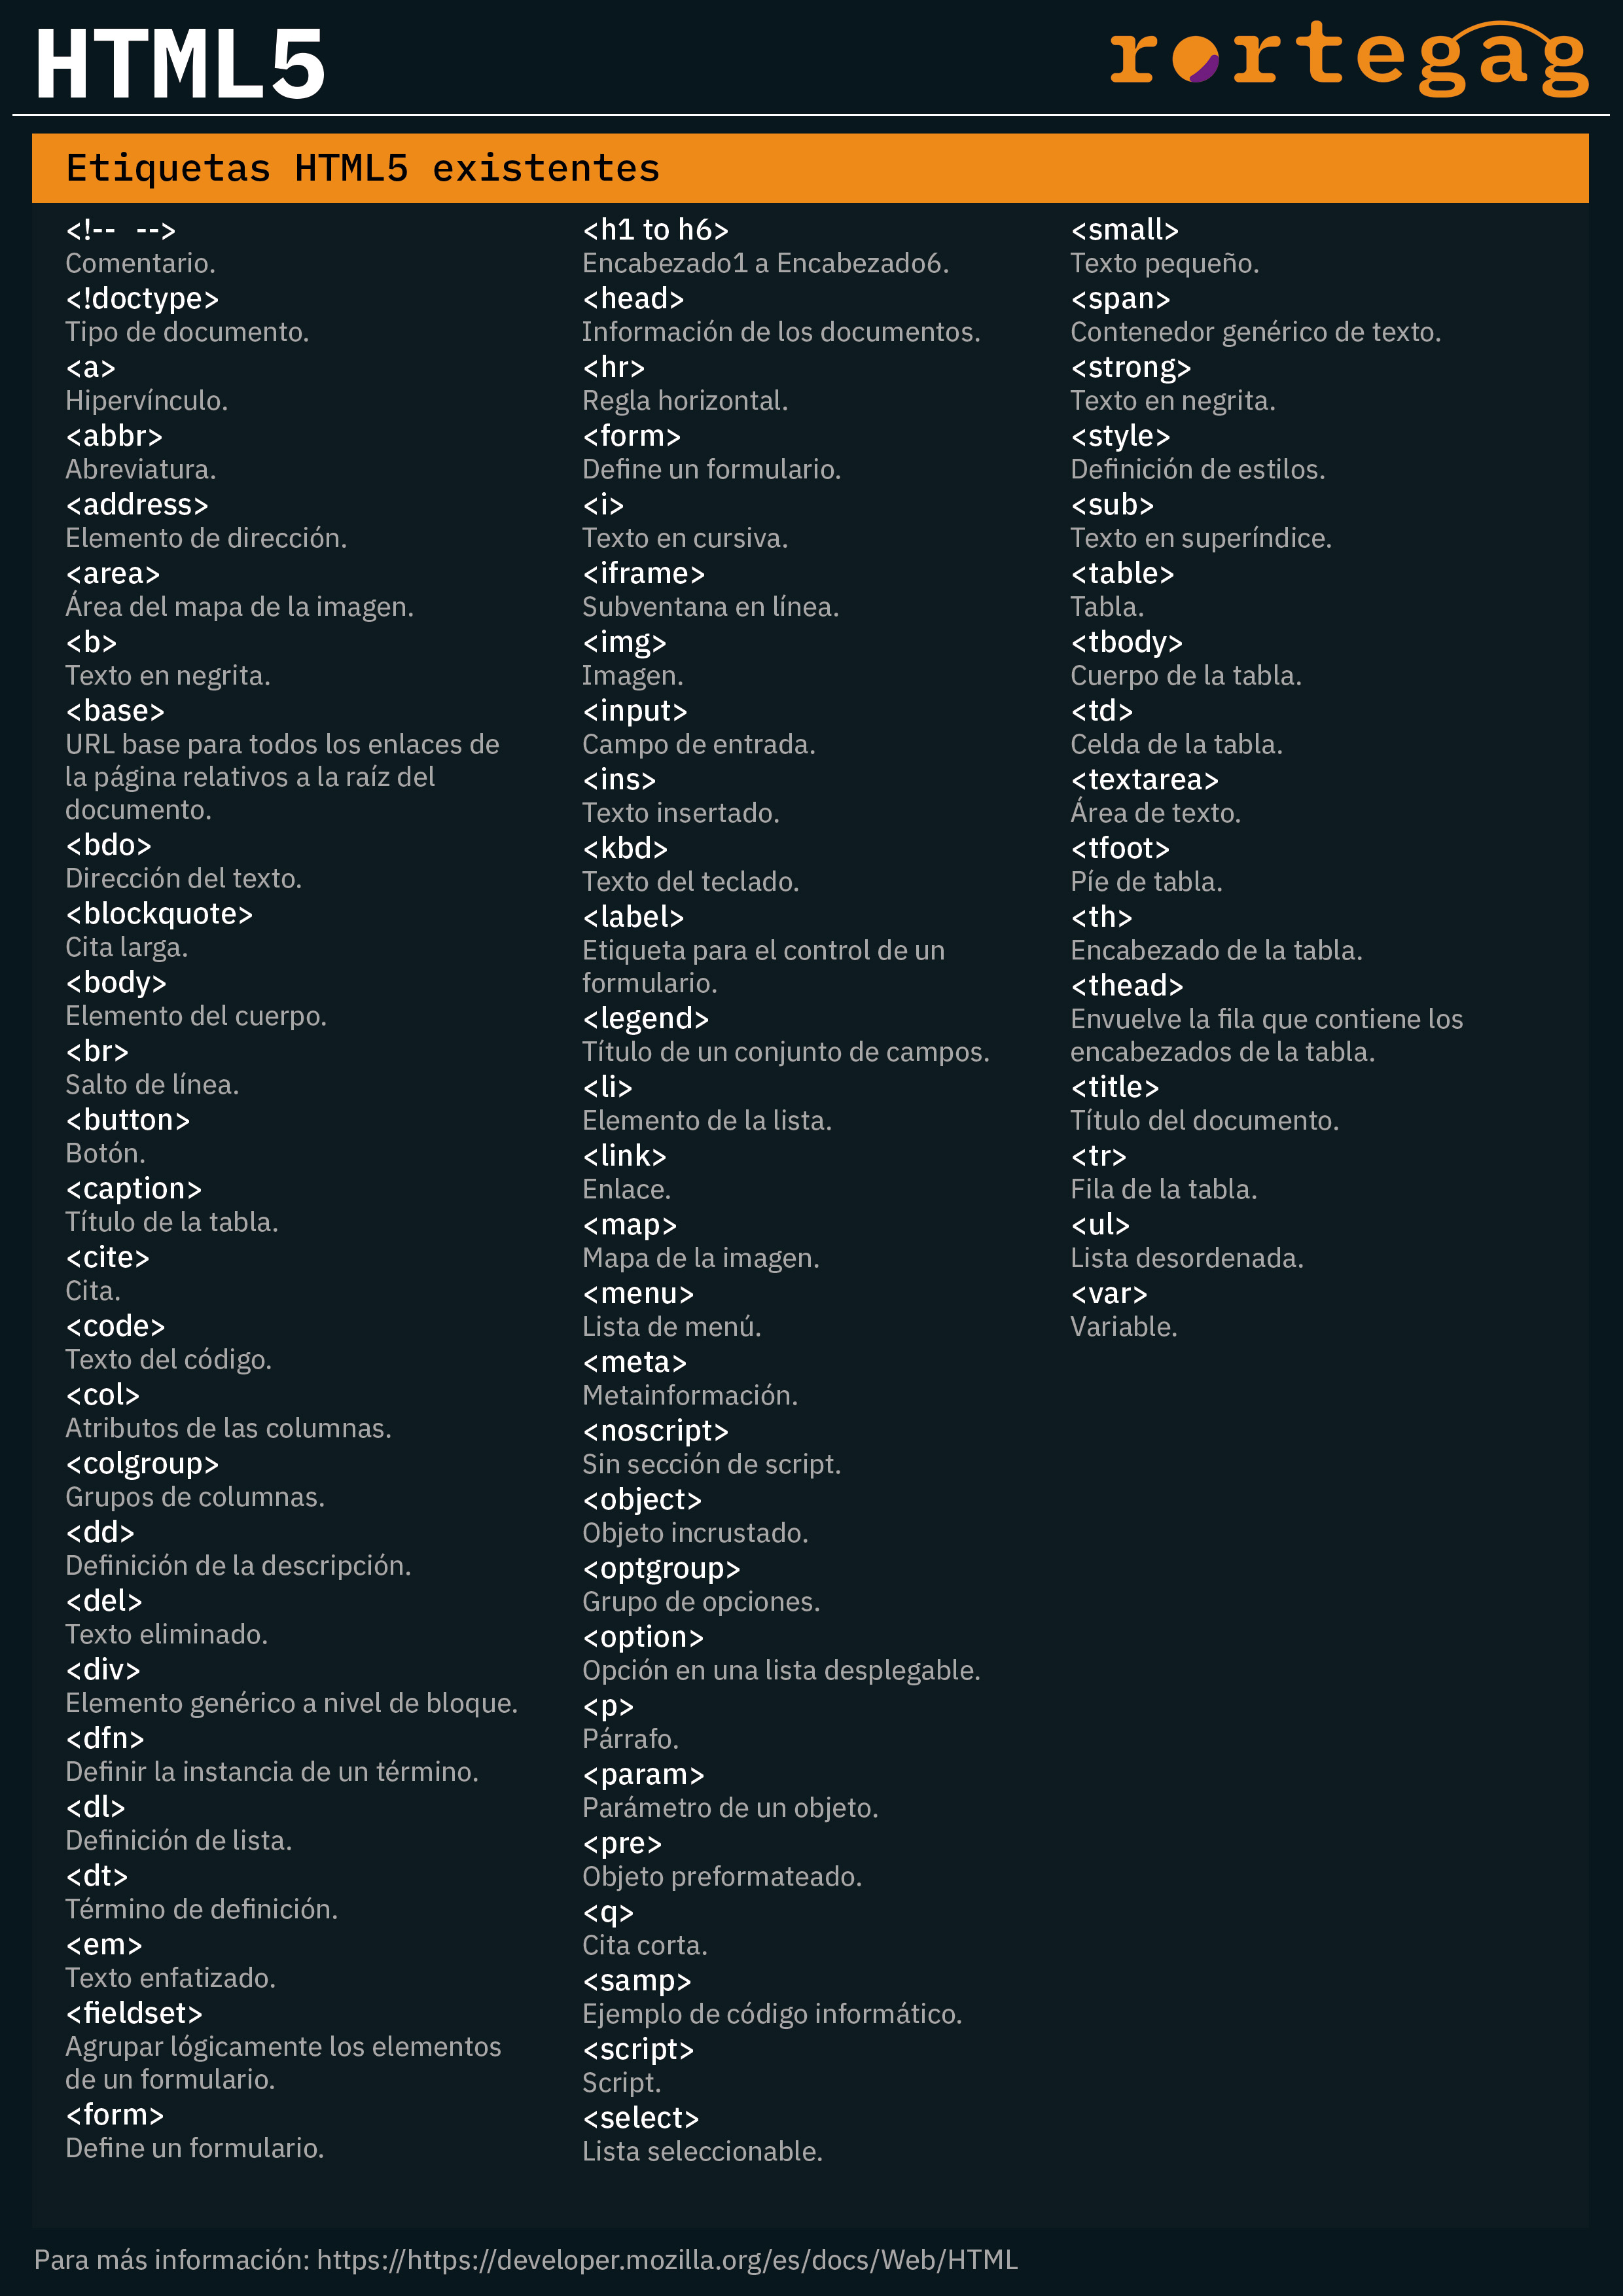 HTML5
rortegag
Etiquetas HTML5 existentes
<!-- -->
Comentario.
<!doctype>
Tipo de documento.
<a>
Hipervínculo.
<abbr>
Abreviatura.
<address>
Elemento de dirección.
<area>
Área del mapa de la imagen.
<b>
Texto en negrita.
<base>
URL base para todos los enlaces de
la página relativos a la raíz del
documento.
<bdo>
Dirección del texto.
<blockquote>
Cita larga.
<body>
Elemento del cuerpo.
<br>
Salto de línea.
<button>
Botón.
<caption>
Título de la tabla.
<cite>
Cita.
<code>
Texto del código.
<col>
Atributos de las columnas.
<colgroup>
Grupos de columnas.
<dd>
Definición de la descripción.
<del>
Texto eliminado.
<div>
Elemento genérico a nivel de bloque.
<dfn>
Definir la instancia de un término.
<dl>
Definición de lista.
<dt>
Término de definición.
<em>
Texto enfatizado.
<fieldset>
Agrupar lógicamente los elementos
de un formulario.
<form>
Define un formulario.
<h1 to h6>
Encabezado1 a Encabezado6.
<head>
Información de los documentos.
<hr>
Regla horizontal.
<form>
Define un formulario.
<i>
Texto en cursiva.
<iframe>
Subventana en línea.
<img>
Imagen.
<input>
Campo de entrada.
<ins>
Texto insertado.
<kbd>
Texto del teclado.
<label>
Etiqueta para el control de un
formulario.
<legend>
Título de un conjunto de campos.
<li>
Elemento de la lista.
<link>
Enlace.
<map>
Mapa de la imagen.
<menu>
Lista de menú.
<meta>
Metainformación.
<noscript>
Sin sección de script.
<object>
Objeto incrustado.
<optgroup>
Grupo de opciones.
<option>
Opción en una lista desplegable.
<p>
Párrafo.
<param>
Parámetro de un objeto.
<pre>
Objeto preformateado.
<q>
Cita corta.
<samp>
Ejemplo de código informático.
<script>
Script.
<select>
Lista seleccionable.
<small>
Texto pequeño.
<span>
Contenedor genérico de texto.
<strong>
Texto en negrita.
<style>
Definición de estilos.
<sub>
Texto en superíndice.
<table>
Tabla.
<tbody>
Cuerpo de la tabla.
<td>
Celda de la tabla.
<textarea>
Área de texto.
<tfoot>
Píe de tabla.
<th>
Encabezado de la tabla.
<thead>
Envuelve la fila que contiene los
encabezados de la tabla.
<title>
Título del documento.
<tr>
Fila de la tabla.
<ul>
Lista desordenada.
<var>
Variable.
Para más información: https://https://developer.mozilla.org/es/docs/Web/HTML